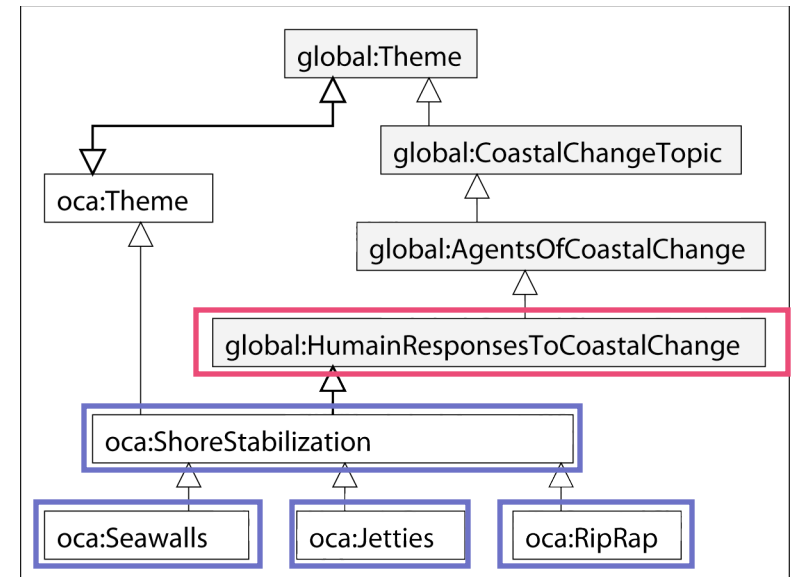 global:Theme
global:CoastalChangeTopic
oca:Theme
global:AgentsOfCoastalChange
global:HumainResponsesToCoastalChange
oca:ShoreStabilization
oca:Seawalls
oca:Jetties
oca:RipRap